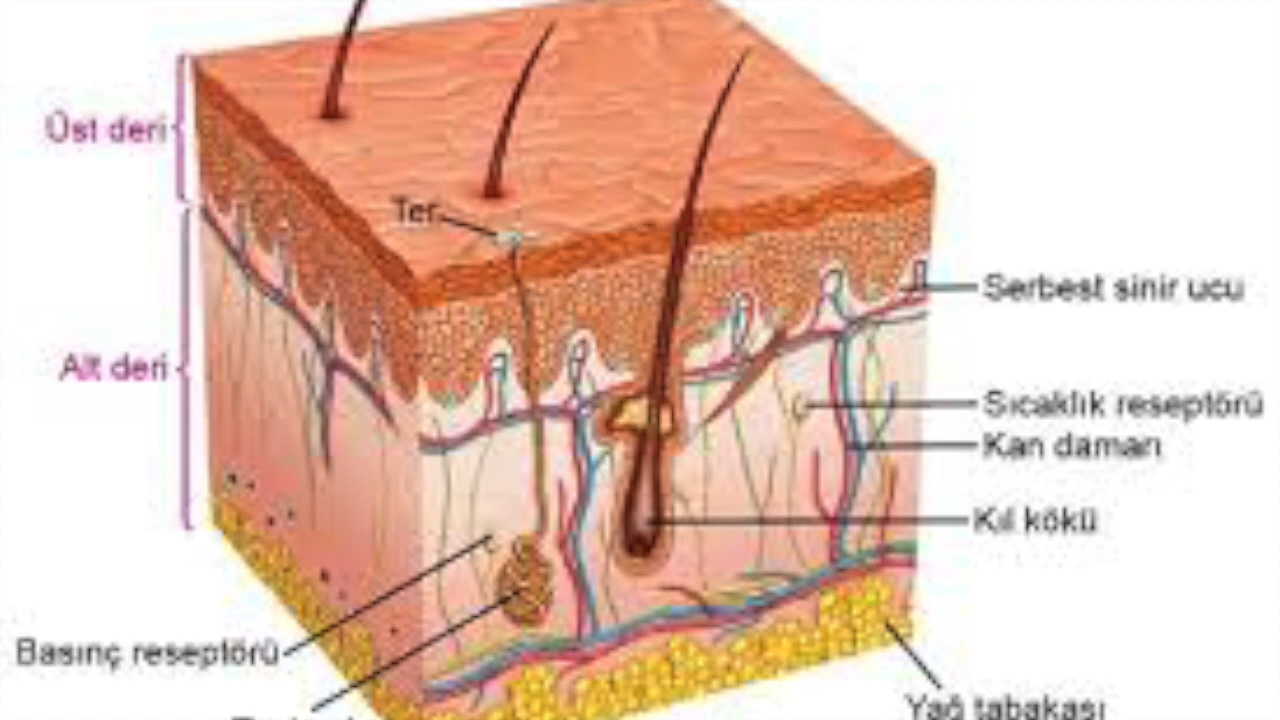 Üst deri
Ter
Serbest sinir ucu
Alt deri
Sıcaklık reseptörü
Kan damarı
Kıl kökü
Basınç reseptörü
Yağ tabakası